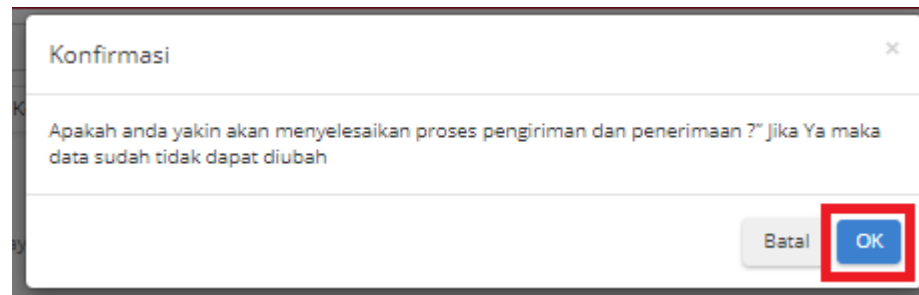 Konfirmasi
×
K
Apakah anda yakin akan menyelesaikan proses pengiriman dan penerimaan ?" Jika Ya maka
data sudah tidak dapat diubah
ay
Batal
OK